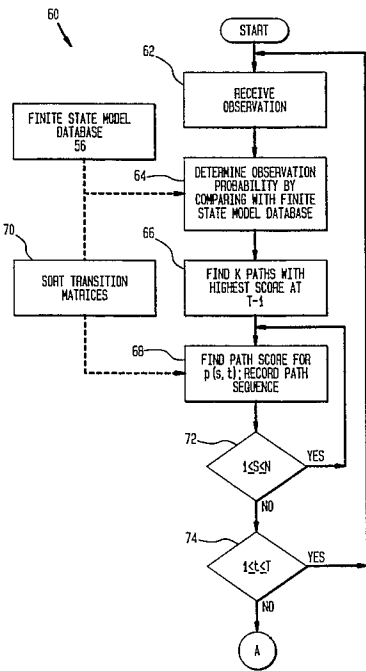 60
START
62
RECEIVE
OBSERVATION
FINITE STATE MODEL
DATABASE
56
64
DETERMINE OBSERVATION
PROBABILITY BY
COMPARING WITH FINITE
STATE MODEL DATABASE
70
66
SORT TRANSITION
MATRICES
FIND K PATHS WITH
HIGHEST SCORE AT
T-1
68
FIND PATH SCORE FOR
p(s,t);RECORD PATH
SEQUENCE
72
1≤S≤N
YES
NO
74
1≤t≤T
YES
NO
A